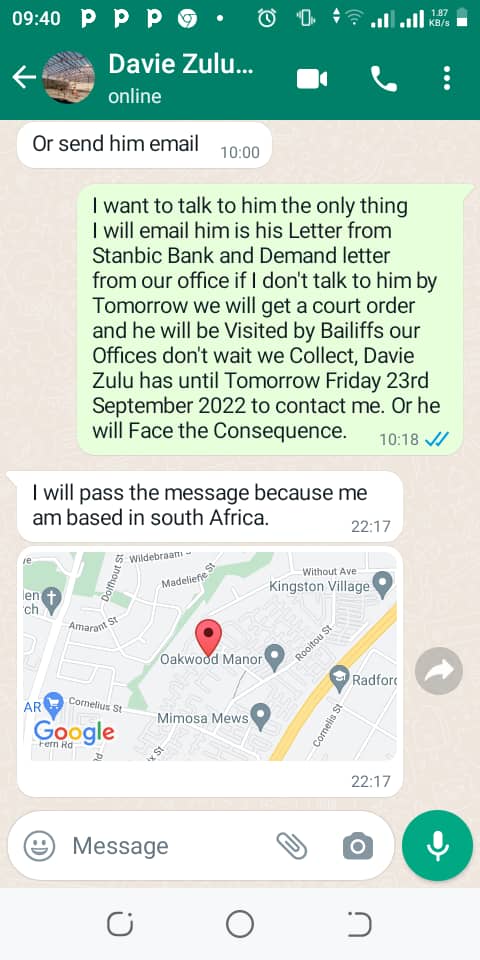 09:40
1.87
KB/s
Davie Zulu...
online
Or send him email
10:00
I want to talk to him the only thing
I will email him is his Letter from
Stanbic Bank and Demand letter
from our office if I don't talk to him by
Tomorrow we will get a court order
and he will be Visited by Bailiffs our
Offices don't wait we Collect, Davie
Zulu has until Tomorrow Friday 23rd
September 2022 to contact me. Or he
will Face the Consequence.
10:18
I will pass the message because me
am based in south Africa.
22:17
Wildebraam St
Dolfhout St
Madeliefie St
Without Ave
Kingston Village
en
ch
Amarant St
Oakwood Manor
Rooitou St
Radford
AR
Cornelius St
Mimosa Mews
Cornelis St
Google
Fern Rd
x St
22:17
Message